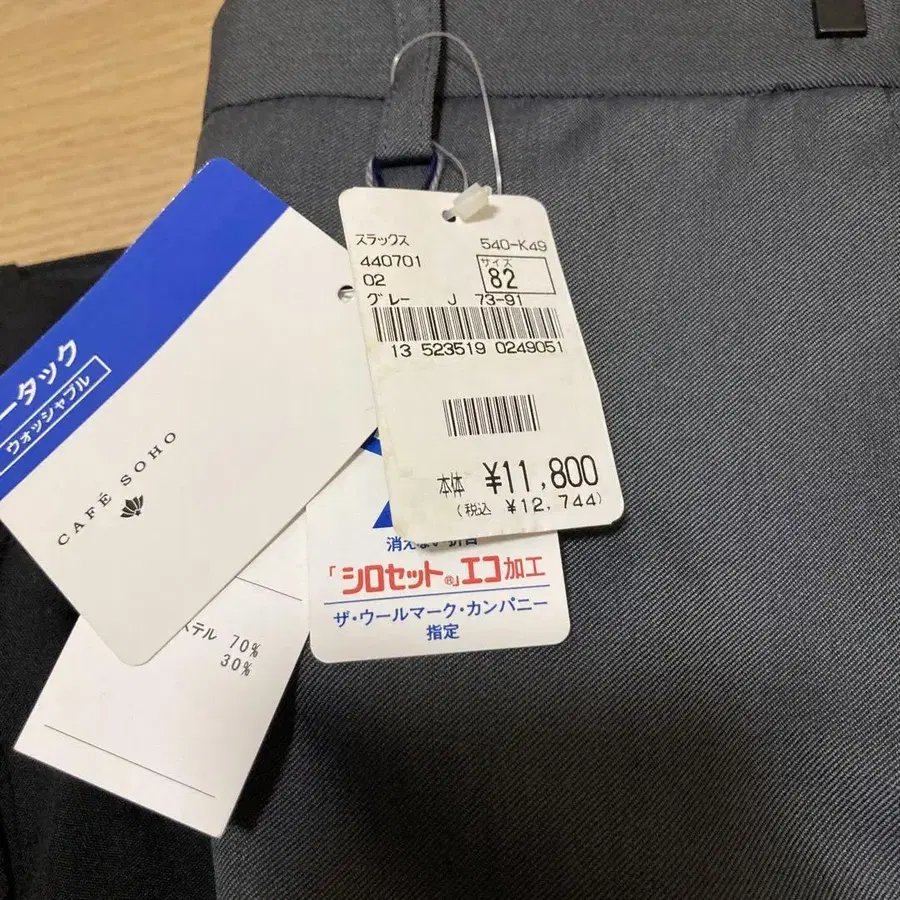 スラックス 540-K49
440701 サイズ
02 82
グレー J 73-91
13 523519 0249051
本体 ¥11,800
(税込 ¥12,744)
ータック
ウォッシャブル
CAFÉ SOHO
消えない折目
「シロセット®」エコ加工
ザ・ウールマーク・カンパニー
指定
ステル 70%
30%